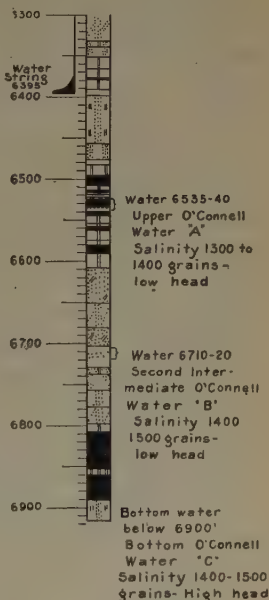 5300
Water
String
6395'
6400
6500
Water 6535-40
Upper O'Connell
Water "A"
Salinity 1300 to
1400 grains-
low head
6600
6700
Water 6710-20
Second Inter-
mediate O'Connell
Water "B"
Salinity 1400
1500 grains-
low head
6800
6900
Bottom water
below 6900'
Bottom O'Connell
Water "C"
Salinity 1400-1500
grains- High head